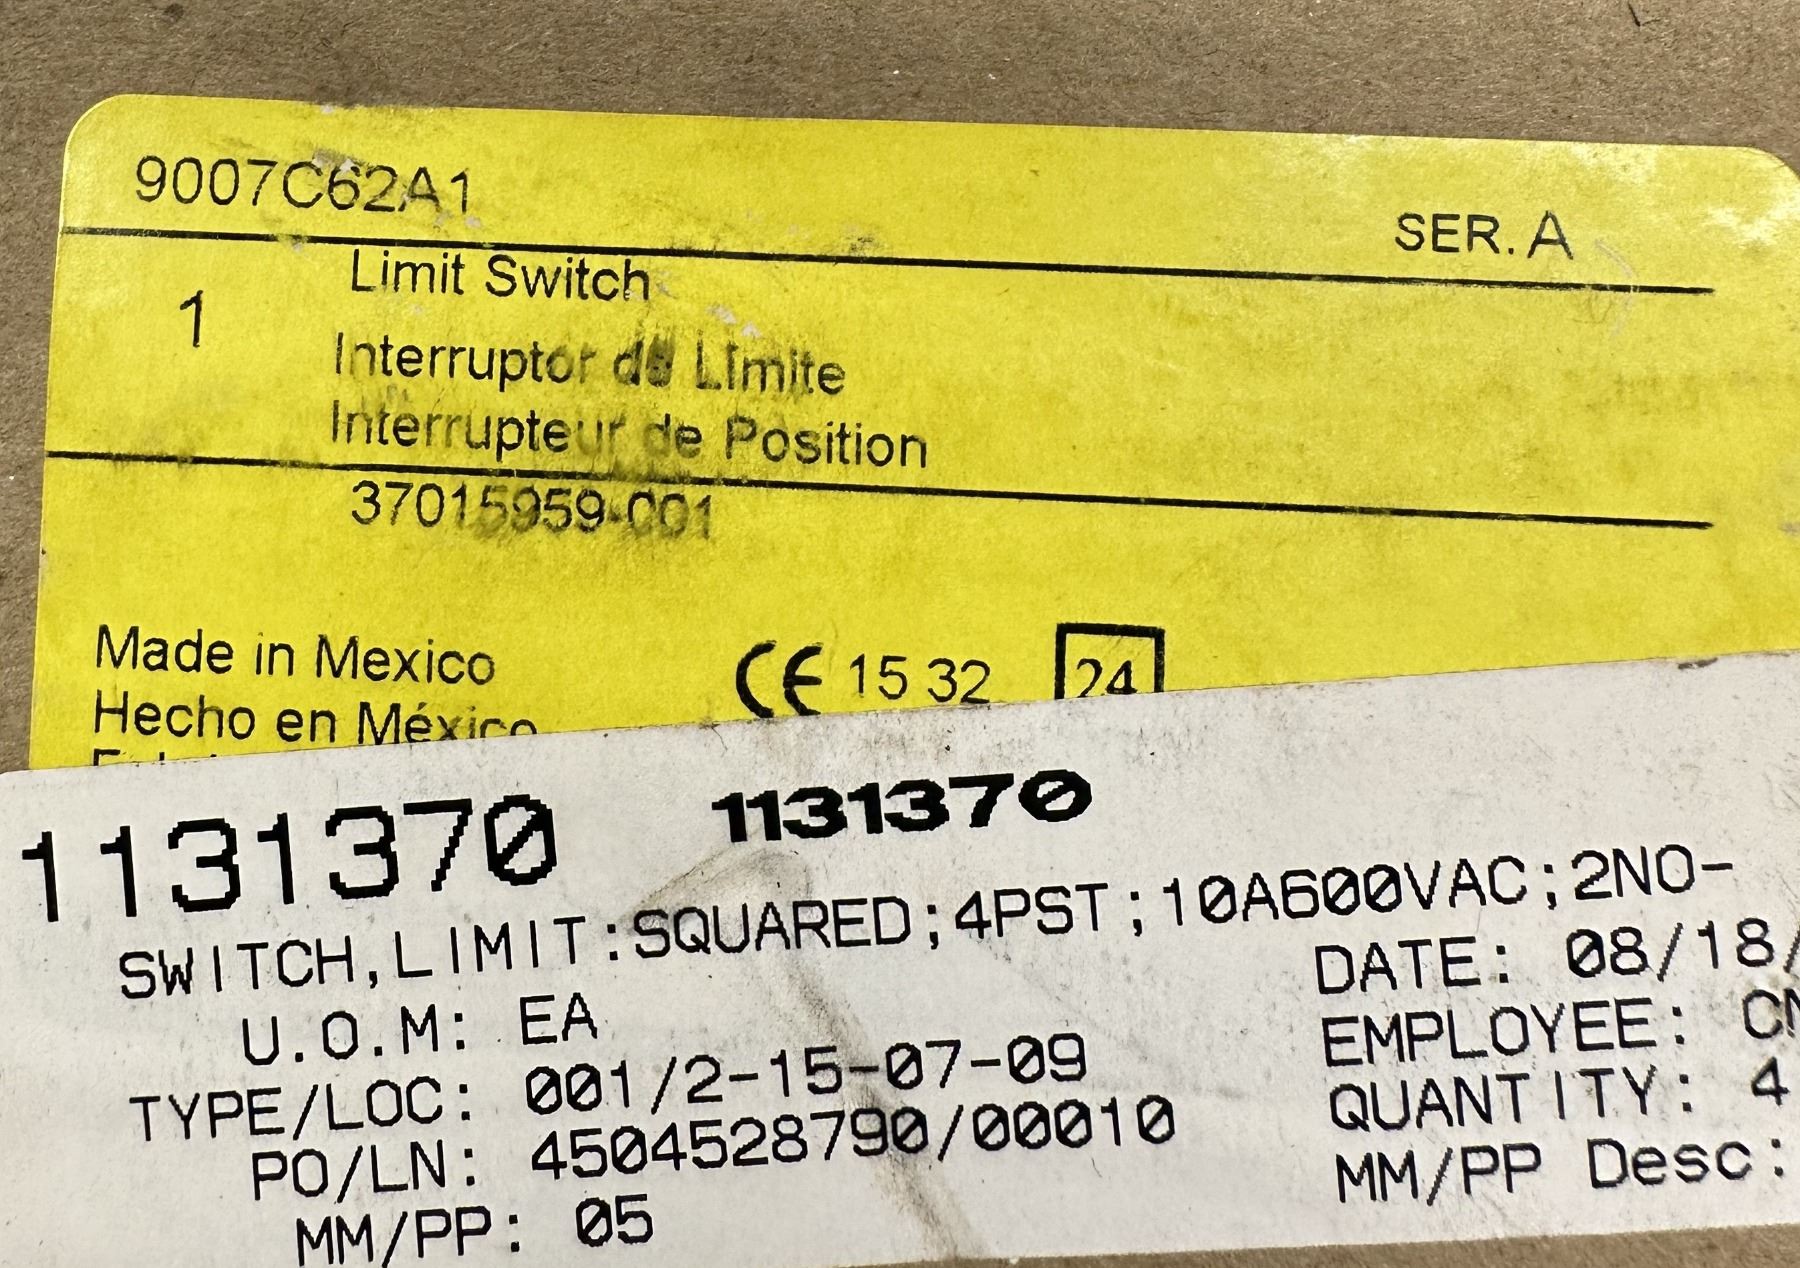 9007C62A1
SER. A
1
Limit Switch
Interruptor de Límite
Interrupteur de Position
37015959-001
Made in Mexico
Hecho en México
CE 15 32
24
1131370
1131370
SWITCH,LIMIT:SQUARED;4PST;10A600VAC;2NO-
U.O.M: EA
DATE: 08/18/
TYPE/LOC: 001/2-15-07-09
EMPLOYEE:
PO/LN: 4504528790/00010
QUANTITY: 4
MM/PP: 05
MM/PP Desc: